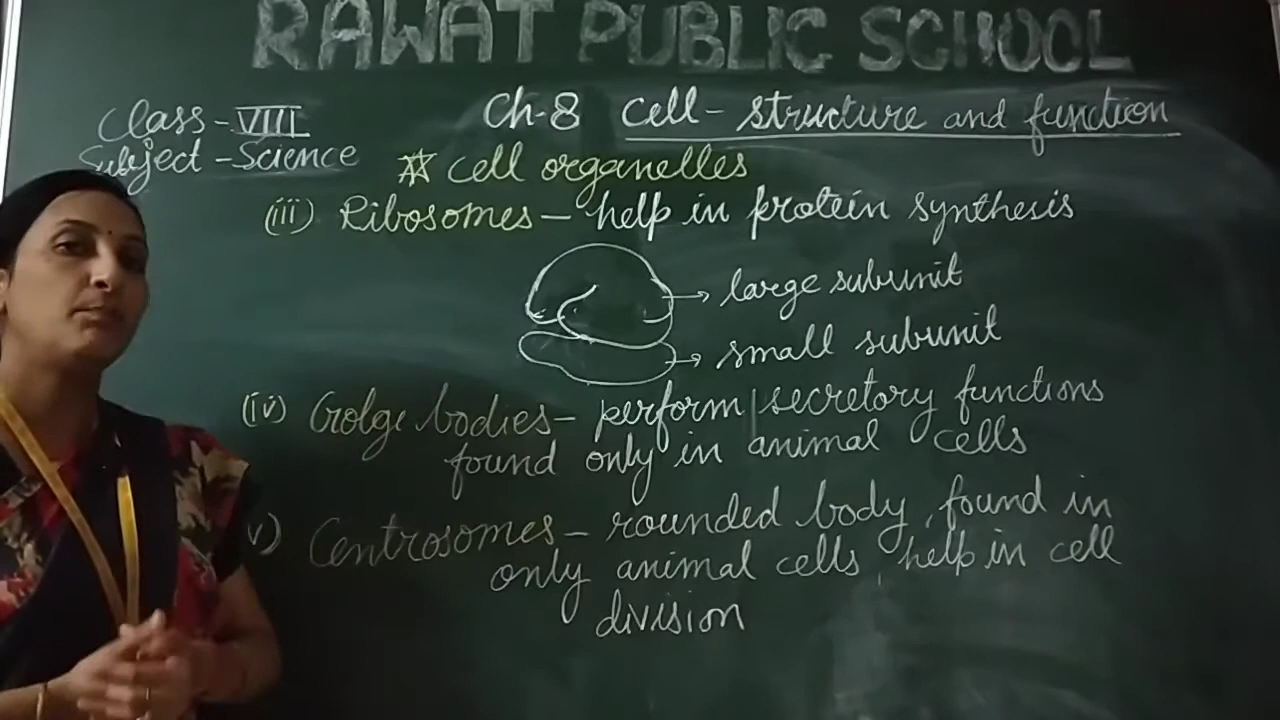 RAWAT PUBLIC SCHOOL
Class - VIII
Ch-8 Cell - structure and function
Subject - Science
☆ Cell organelles
(iii) Ribosomes - help in protein synthesis
large subunit
small subunit
(iv) Golge bodies - perform secretory functions
found only in animal cells
v) Centrosomes - rounded body, found in
only animal cells, help in cell
division